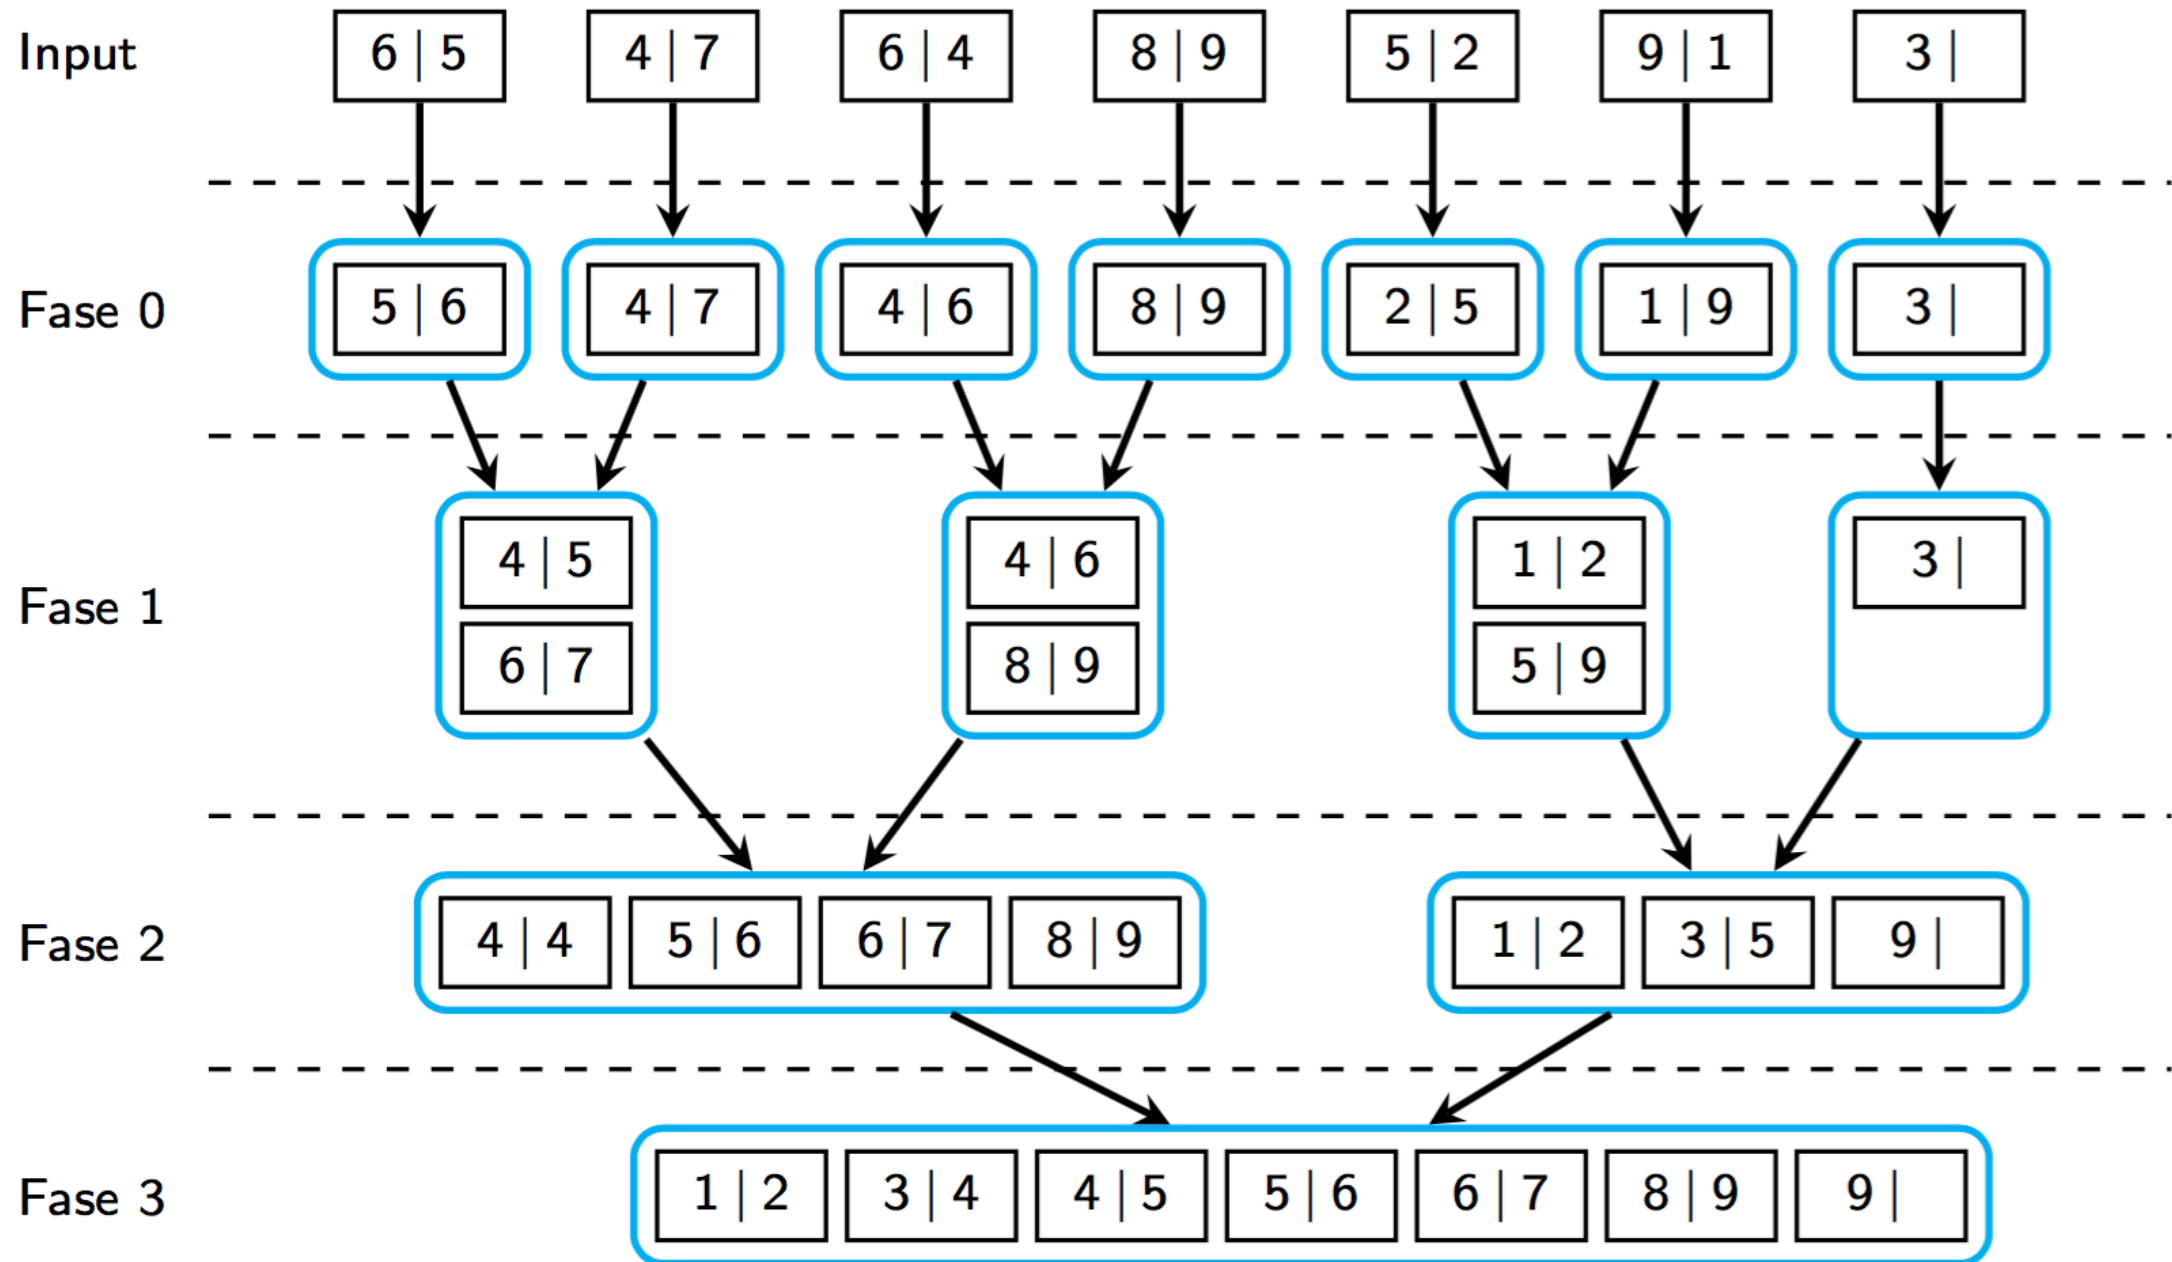 Input 6 | 5 4 | 7 6 | 4 8 | 9 5 | 2 9 | 1 3 |
Fase 0 5 | 6 4 | 7 4 | 6 8 | 9 2 | 5 1 | 9 3 |
4 | 5 4 | 6 1 | 2 3 |
Fase 1
6 | 7 8 | 9 5 | 9
Fase 2 4 | 4 5 | 6 6 | 7 8 | 9 1 | 2 3 | 5 9 |
Fase 3 1 | 2 3 | 4 4 | 5 5 | 6 6 | 7 8 | 9 9 |